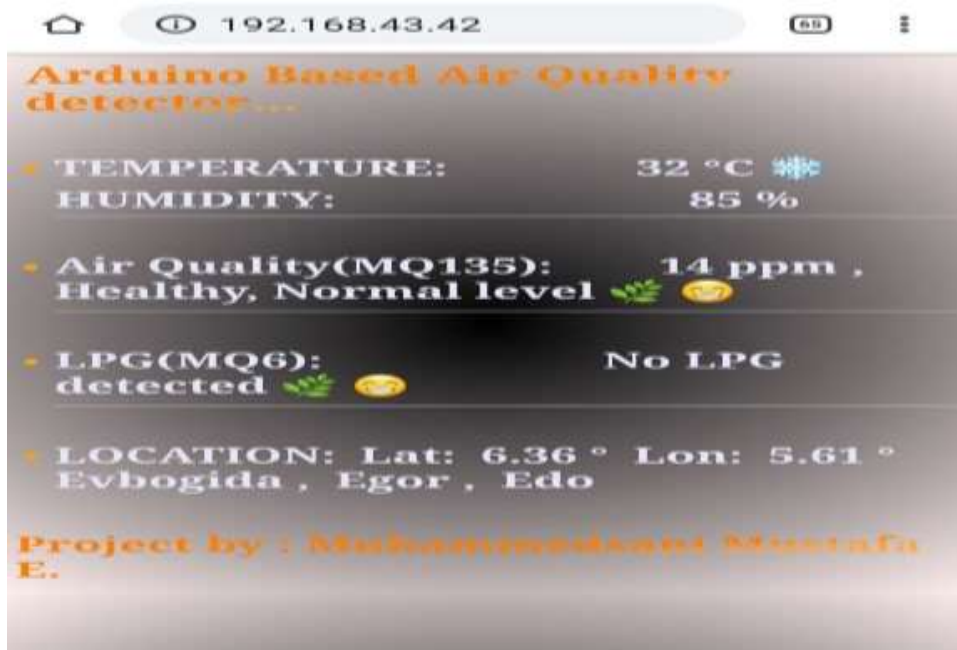 192.168.43.42
65
Arduino Based Air Quality
detector...
TEMPERATURE: 32 °C ❄
HUMIDITY: 85 %
Air Quality(MQ135): 14 ppm ,
Healthy, Normal level 🌿 😁
LPG(MQ6): No LPG
detected 🌿 😁
LOCATION: Lat: 6.36 ° Lon: 5.61 °
Evbogida , Egor , Edo
Project by : Muhammedsani Mustafa
E.